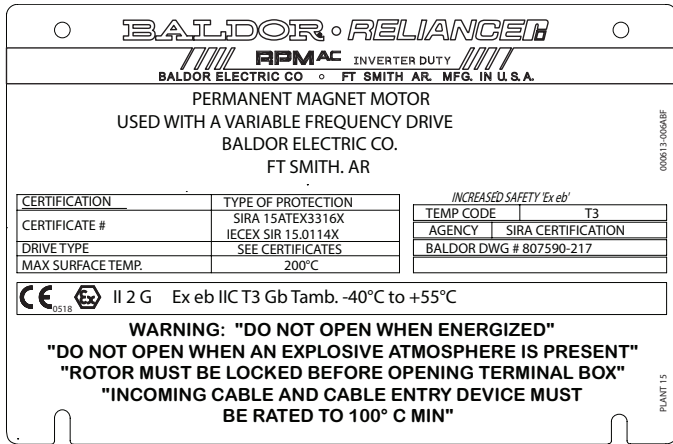 BALDOR • RELIANCE
RPM AC INVERTER DUTY
BALDOR ELECTRIC CO ○ FT SMITH AR. MFG. IN U.S.A.
PERMANENT MAGNET MOTOR
USED WITH A VARIABLE FREQUENCY DRIVE
BALDOR ELECTRIC CO.
FT SMITH. AR
000613-006ABF
CERTIFICATION TYPE OF PROTECTION
CERTIFICATE # SIRA 15ATEX3316X
IECEX SIR 15.0114X
DRIVE TYPE SEE CERTIFICATES
MAX SURFACE TEMP. 200°C
INCREASED SAFETY 'Ex eb'
TEMP CODE T3
AGENCY SIRA CERTIFICATION
BALDOR DWG # 807590-217
CE 0518 Ex II 2 G Ex eb IIC T3 Gb Tamb. -40°C to +55°C
WARNING: "DO NOT OPEN WHEN ENERGIZED"
"DO NOT OPEN WHEN AN EXPLOSIVE ATMOSPHERE IS PRESENT"
"ROTOR MUST BE LOCKED BEFORE OPENING TERMINAL BOX"
"INCOMING CABLE AND CABLE ENTRY DEVICE MUST
BE RATED TO 100° C MIN"
PLANT 15